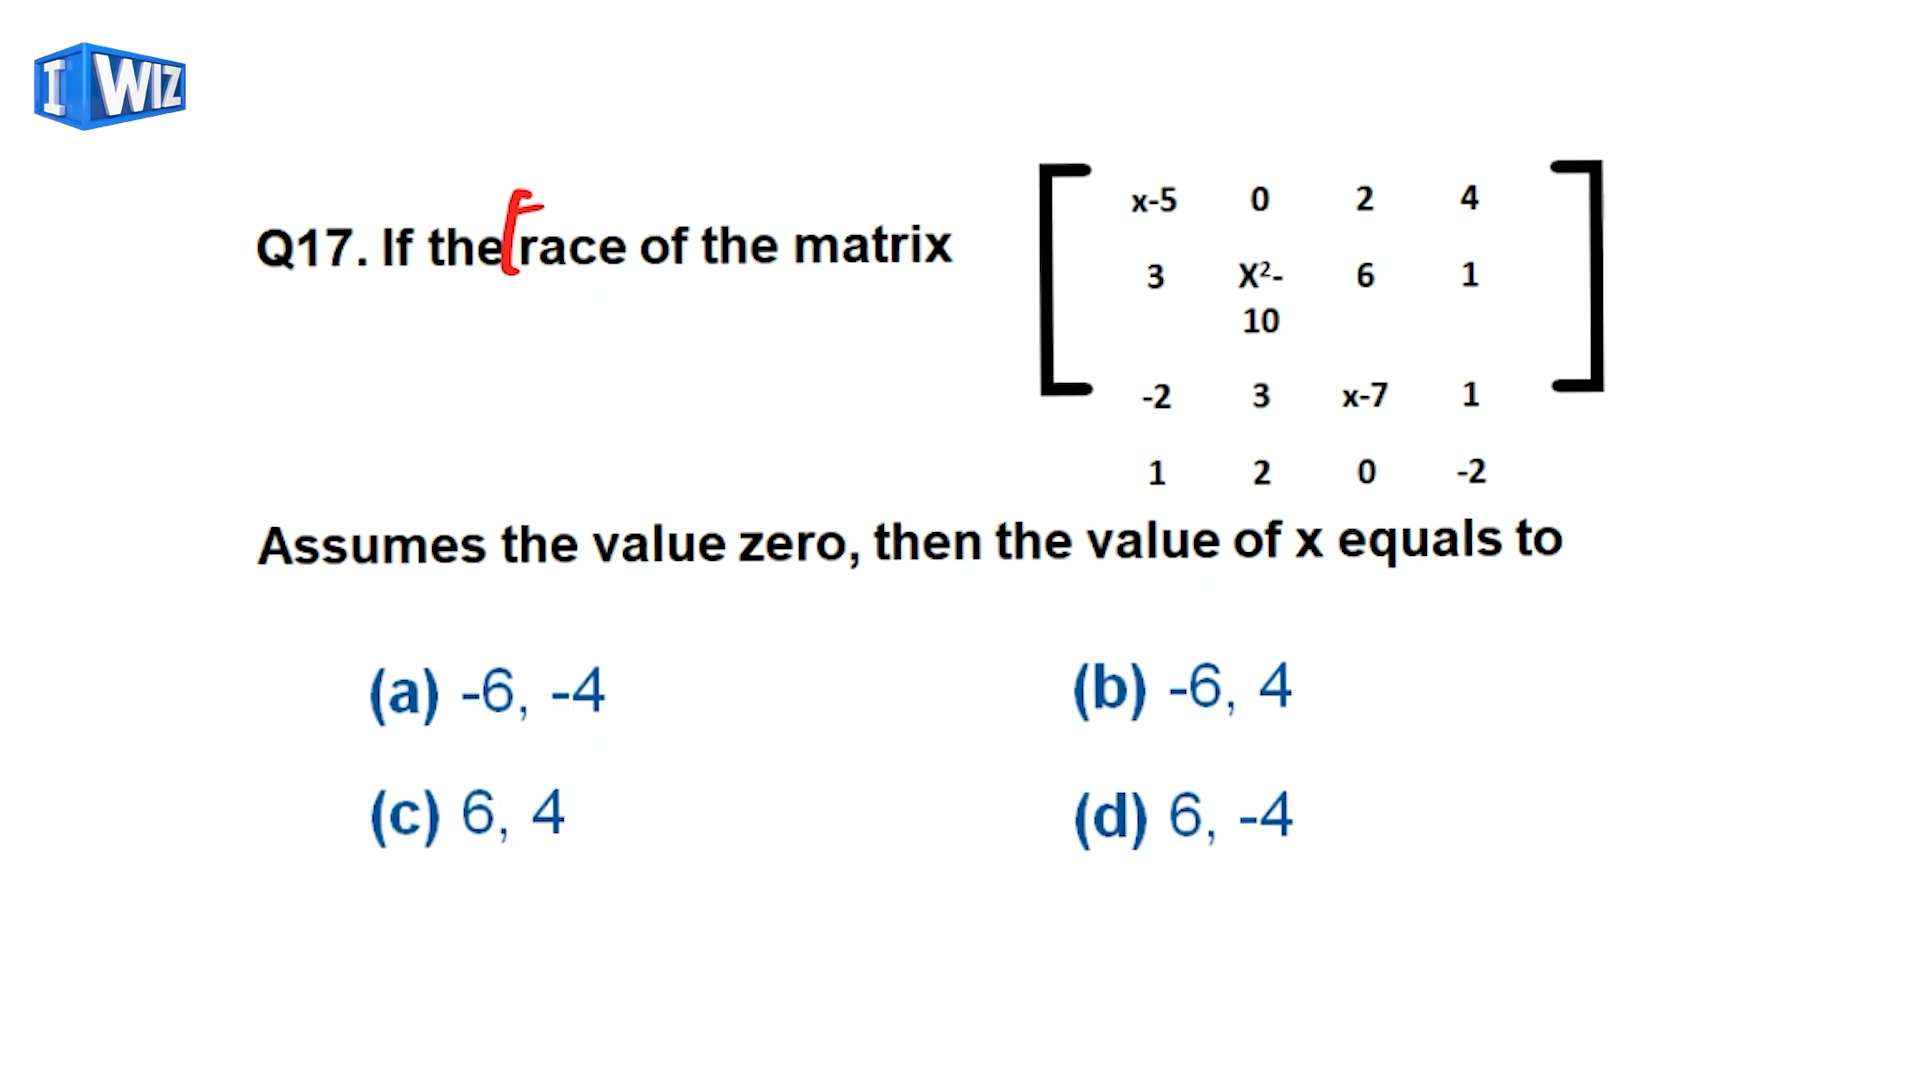 I WIZ
Q17. If the trace of the matrix
x-5 0 2 4
3 X²- 6 1
10
-2 3 x-7 1
1 2 0 -2
Assumes the value zero, then the value of x equals to
(a) -6, -4
(b) -6, 4
(c) 6, 4
(d) 6, -4